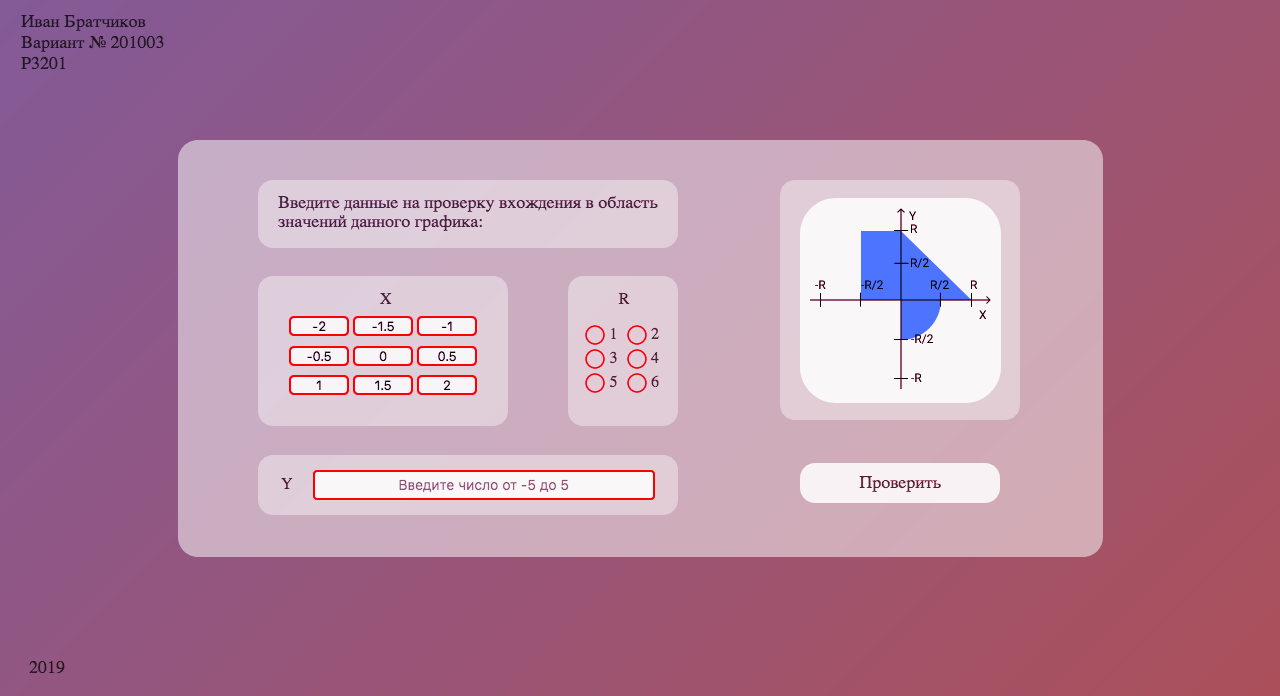 Иван Братчиков
Вариант № 201003
P3201
Введите данные на проверку вхождения в область
значений данного графика:
X
-2 -1.5 -1
-0.5 0 0.5
1 1.5 2
R
1 2
3 4
5 6
Y
Введите число от -5 до 5
Y
R
R/2
-R -R/2 R/2 R
X
-R/2
-R
Проверить
2019